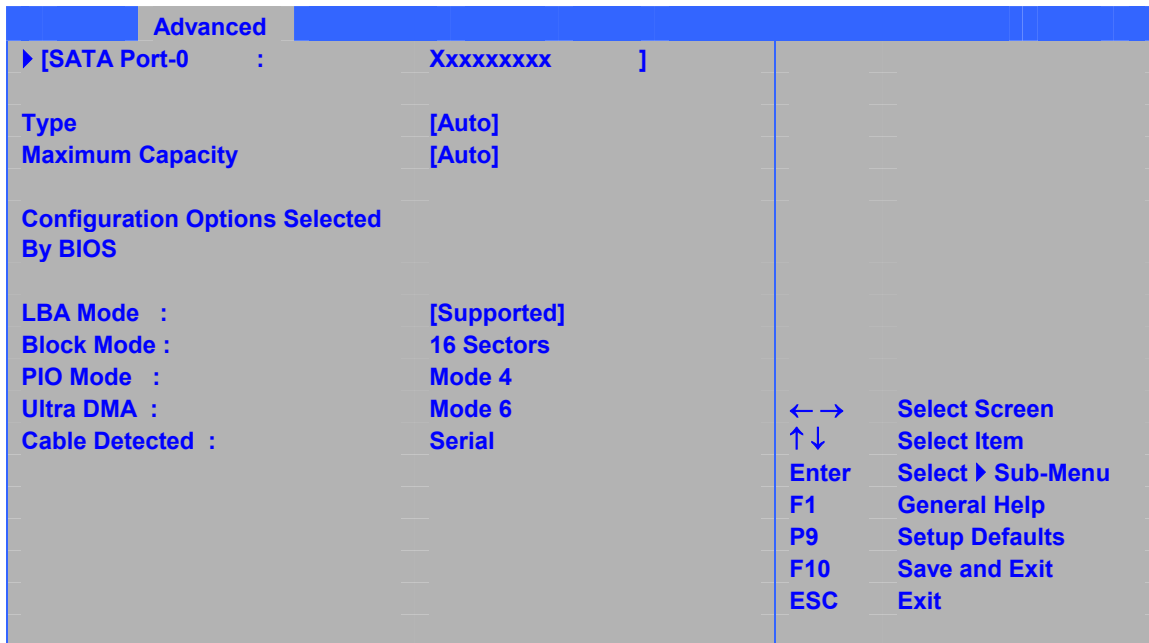 Advanced
[SATA Port-0 : Xxxxxxxxx ]
Type [Auto]
Maximum Capacity [Auto]
Configuration Options Selected
By BIOS
LBA Mode : [Supported]
Block Mode : 16 Sectors
PIO Mode : Mode 4
Ultra DMA : Mode 6
Cable Detected : Serial
← → Select Screen
↑↓ Select Item
Enter Select Sub-Menu
F1 General Help
P9 Setup Defaults
F10 Save and Exit
ESC Exit